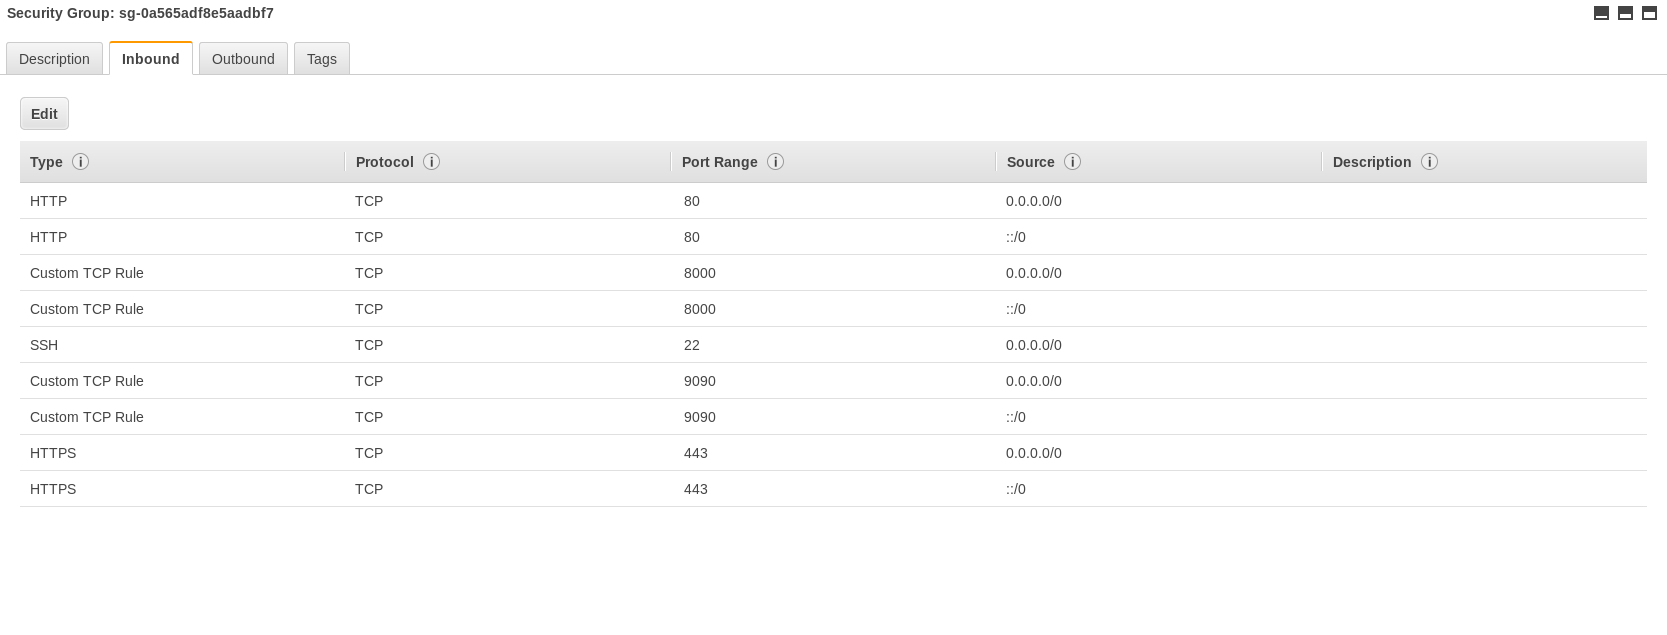 Security Group: sg-0a565adf8e5aadbf7
Description Inbound Outbound Tags
Edit
Type Protocol Port Range Source Description
HTTP TCP 80 0.0.0.0/0
HTTP TCP 80 ::/0
Custom TCP Rule TCP 8000 0.0.0.0/0
Custom TCP Rule TCP 8000 ::/0
SSH TCP 22 0.0.0.0/0
Custom TCP Rule TCP 9090 0.0.0.0/0
Custom TCP Rule TCP 9090 ::/0
HTTPS TCP 443 0.0.0.0/0
HTTPS TCP 443 ::/0